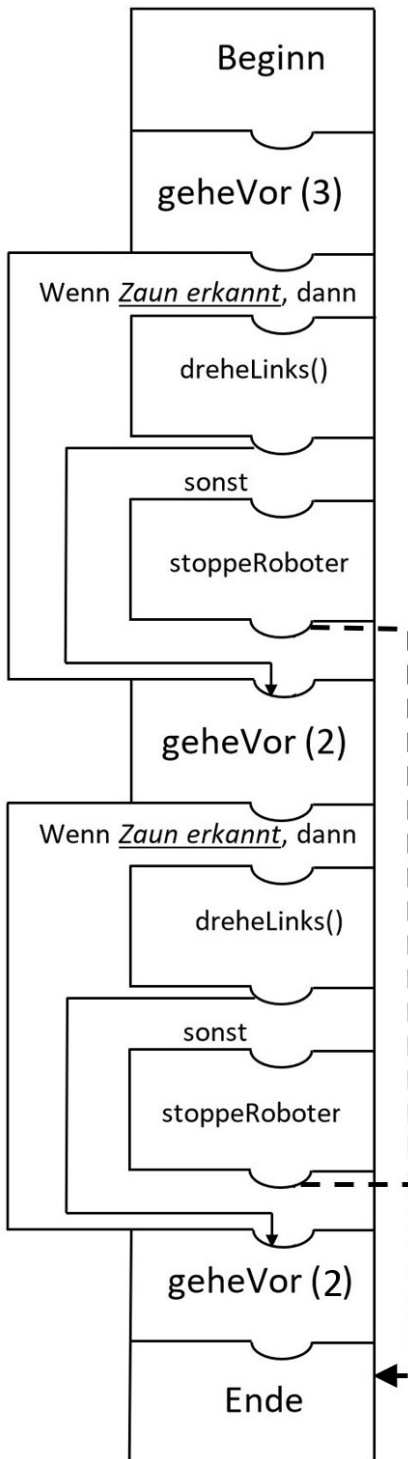 Beginn
geheVor (3)
Wenn Zaun erkannt, dann
dreheLinks()
sonst
stoppeRoboter
geheVor (2)
Wenn Zaun erkannt, dann
dreheLinks()
sonst
stoppeRoboter
geheVor (2)
Ende